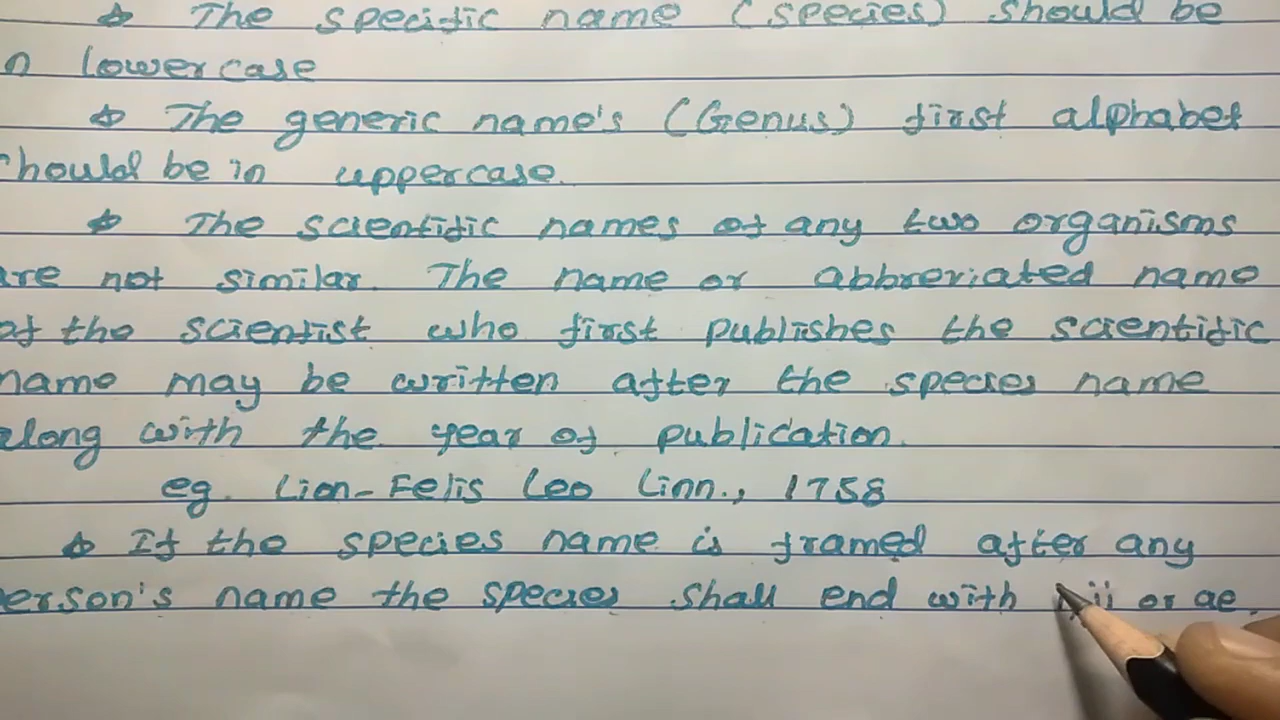 ☆ The specific name (species) should be
n lowercase
☆ The generic name's (Genus) first alphabet
should be in uppercase.
☆ The scientific names of any two organisms
are not similar. The name or abbreviated name
of the scientist who first publishes the scientific
name may be written after the species name
along with the year of publication.
eg. Lion-Felis Leo Linn., 1758
☆ If the species name is framed after any
erson's name the species shall end with ii or ae.